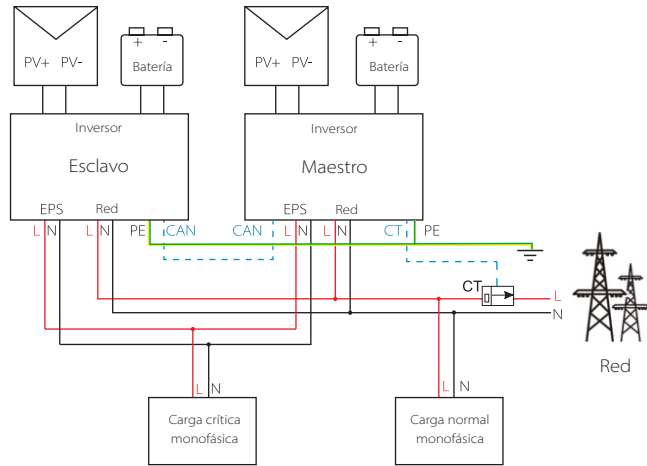 PV+ PV-
+ -
Batería
PV+ PV-
+ -
Batería
Inversor
Esclavo
Inversor
Maestro
EPS Red
EPS Red
L N L N PE CAN
CAN L N L N CT PE
CT
L
N
Red
L N
L N
Carga crítica
monofásica
Carga normal
monofásica